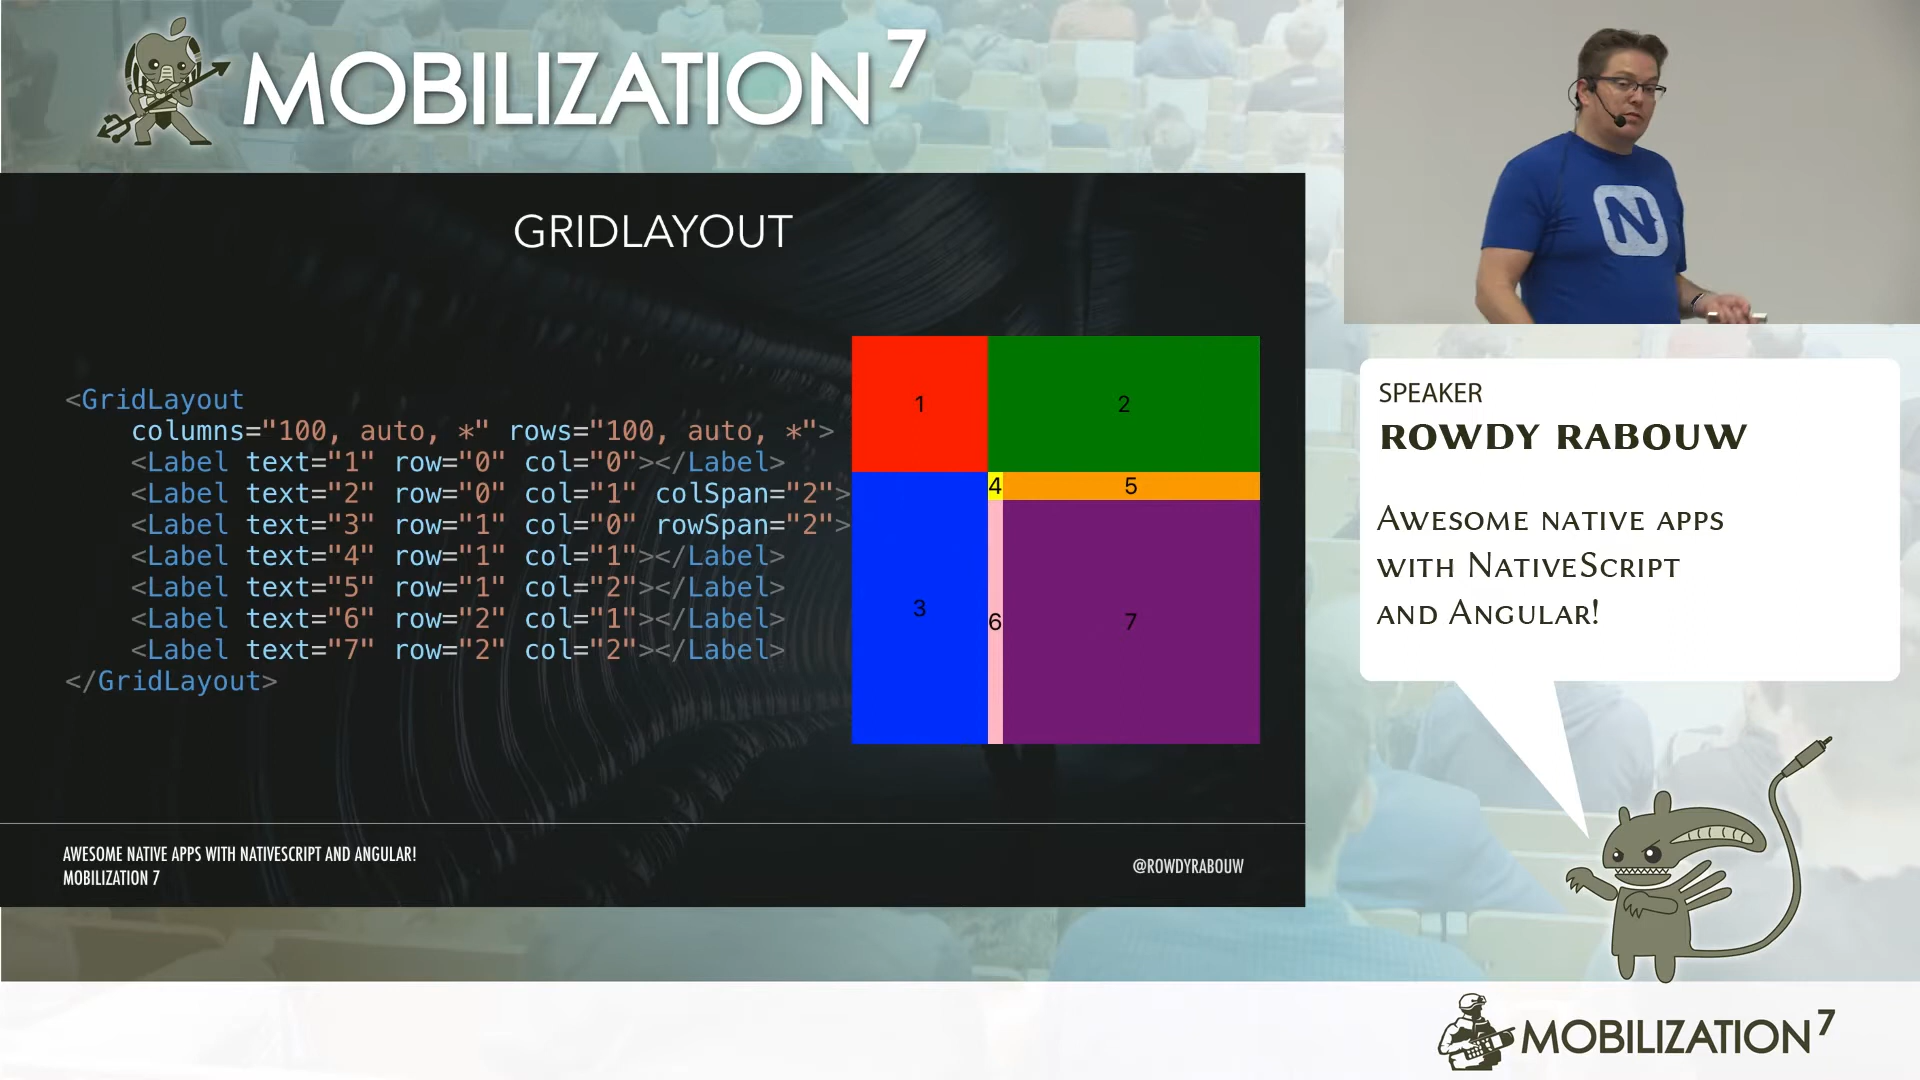 MOBILIZATION 7
GRIDLAYOUT
<GridLayout
columns="100, auto, *" rows="100, auto, *">
<Label text="1" row="0" col="0"></Label>
<Label text="2" row="0" col="1" colSpan="2">
<Label text="3" row="1" col="0" rowSpan="2">
<Label text="4" row="1" col="1"></Label>
<Label text="5" row="1" col="2"></Label>
<Label text="6" row="2" col="1"></Label>
<Label text="7" row="2" col="2"></Label>
</GridLayout>
1
2
4
5
3
6
7
AWESOME NATIVE APPS WITH NATIVESCRIPT AND ANGULAR!
MOBILIZATION 7
@ROWDYRABOUW
N
SPEAKER
ROWDY RABOUW
AWESOME NATIVE APPS
WITH NATIVESCRIPT
AND ANGULAR!
MOBILIZATION 7